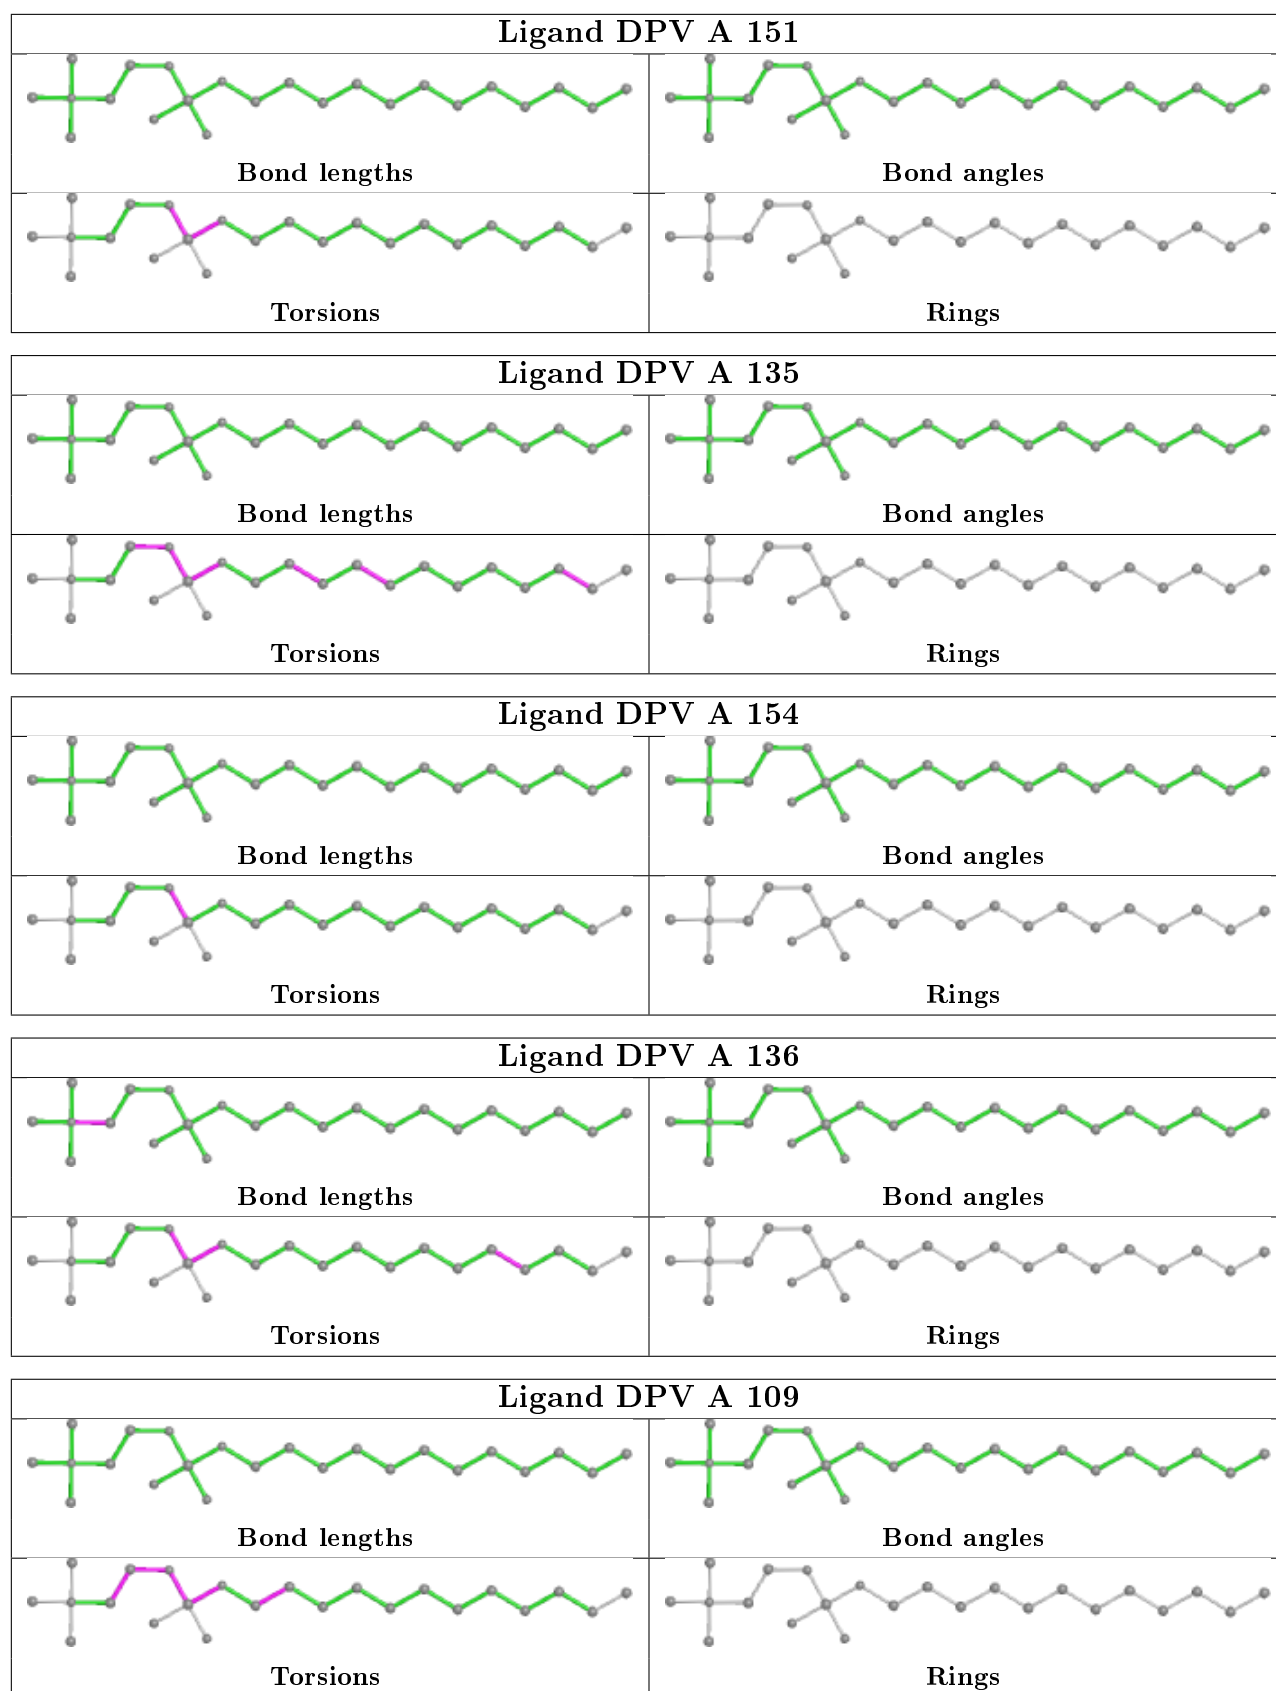 Ligand DPV A 151
Bond lengths
Bond angles
Torsions
Rings
Ligand DPV A 135
Bond lengths
Bond angles
Torsions
Rings
Ligand DPV A 154
Bond lengths
Bond angles
Torsions
Rings
Ligand DPV A 136
Bond lengths
Bond angles
Torsions
Rings
Ligand DPV A 109
Bond lengths
Bond angles
Torsions
Rings